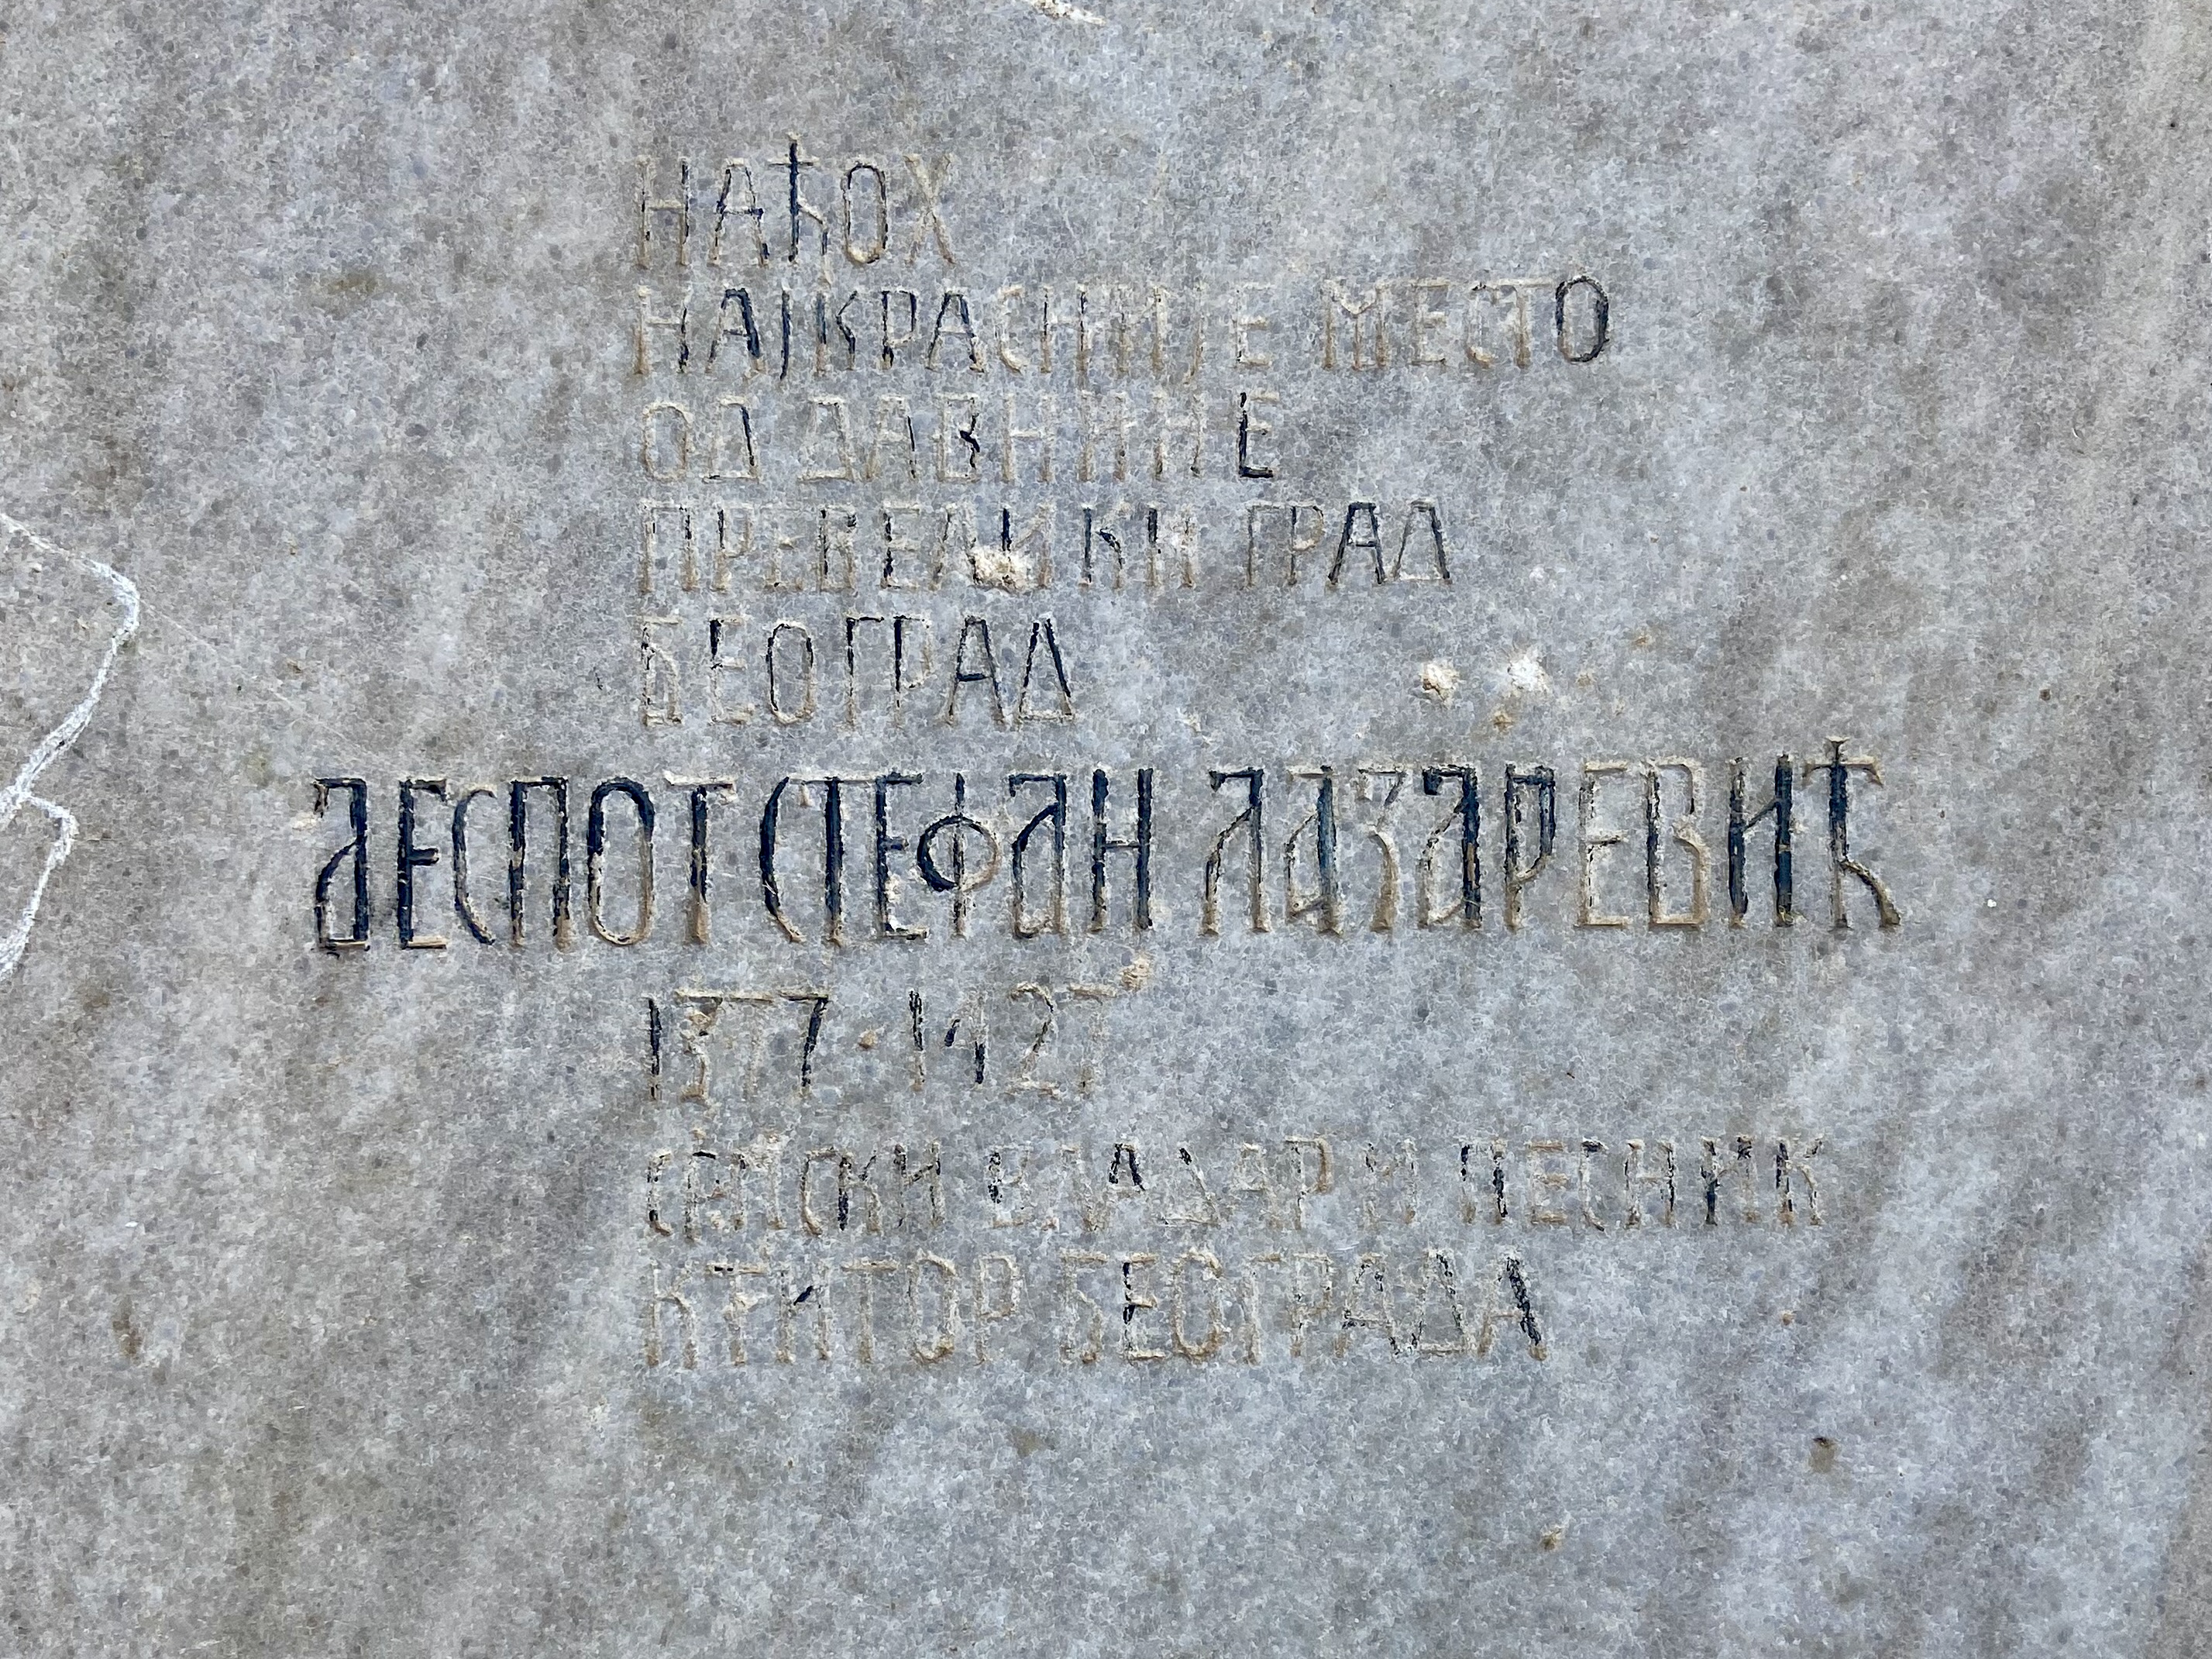 НАЂОХ
НАЈКРАСНИЈЕ МЕСТО
ОД ДАВНИНЕ
ПРЕВЕЛИКИ ГРАД
БЕОГРАД
ДЕСПОТ СТЕФАН ЛАЗАРЕВИЋ
1377·1427
СРПСКИ ВЛАДАР И ПЕСНИК
КТИТОР БЕОГРАДА